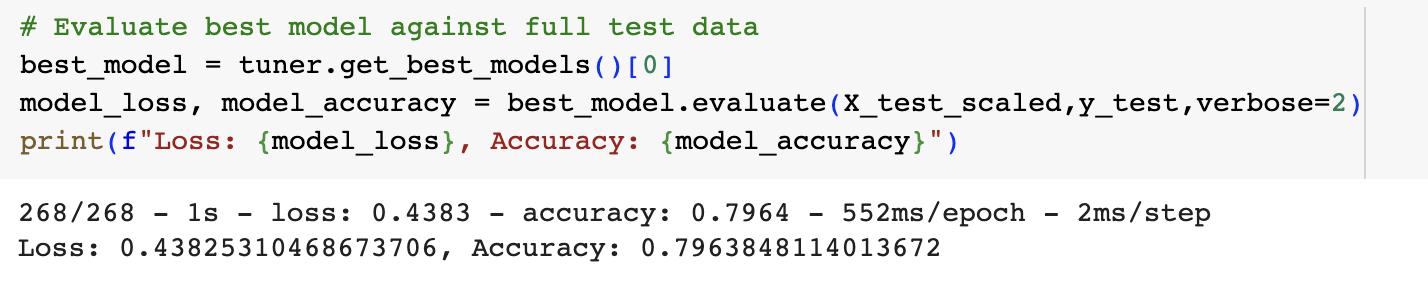 # Evaluate best model against full test data
best_model = tuner.get_best_models()[0]
model_loss, model_accuracy = best_model.evaluate(X_test_scaled,y_test,verbose=2)
print(f"Loss: {model_loss}, Accuracy: {model_accuracy}")
268/268 - 1s - loss: 0.4383 - accuracy: 0.7964 - 552ms/epoch - 2ms/step
Loss: 0.43825310468673706, Accuracy: 0.7963848114013672